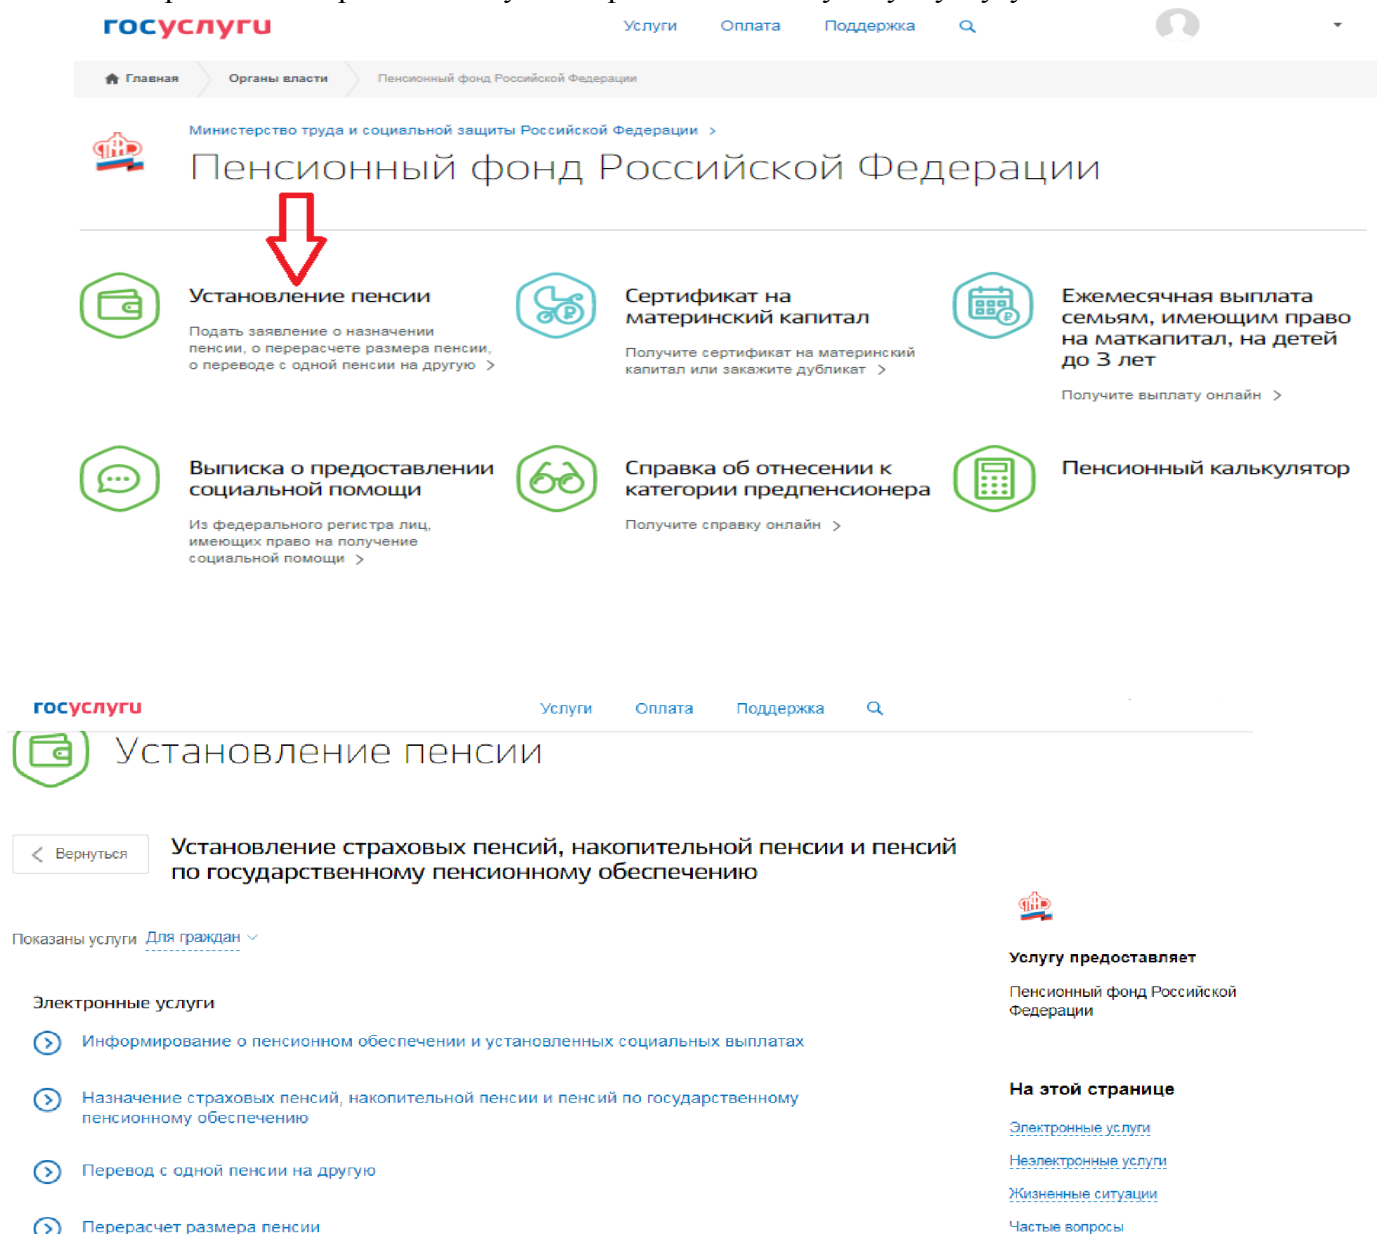 госуслуги
Услуги Оплата Поддержка
Главная Органы власти Пенсионный фонд Российской Федерации
Министерство труда и социальной защиты Российской Федерации >
Пенсионный фонд Российской Федерации
Установление пенсии
Подать заявление о назначении
пенсии, о перерасчете размера пенсии,
о переводе с одной пенсии на другую >
Сертификат на
материнский капитал
Получите сертификат на материнский
капитал или закажите дубликат >
Ежемесячная выплата
семьям, имеющим право
на маткапитал, на детей
до 3 лет
Получите выплату онлайн >
Выписка о предоставлении
социальной помощи
Из федерального регистра лиц,
имеющих право на получение
социальной помощи >
Справка об отнесении к
категории предпенсионера
Получите справку онлайн >
Пенсионный калькулятор
госуслуги
Услуги Оплата Поддержка
Установление пенсии
Вернуться
Установление страховых пенсий, накопительной пенсии и пенсий
по государственному пенсионному обеспечению
Показаны услуги Для граждан
Электронные услуги
Информирование о пенсионном обеспечении и установленных социальных выплатах
Назначение страховых пенсий, накопительной пенсии и пенсий по государственному
пенсионному обеспечению
Перевод с одной пенсии на другую
Перерасчет размера пенсии
Услугу предоставляет
Пенсионный фонд Российской
Федерации
На этой странице
Электронные услуги
Неэлектронные услуги
Жизненные ситуации
Частые вопросы